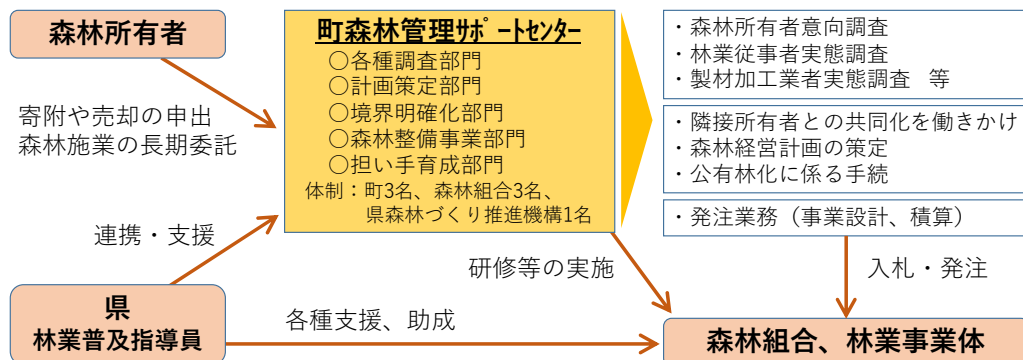 森林所有者
寄附や売却の申出
森林施業の長期委託
連携・支援
県
林業普及指導員
町森林管理サポートセンター
○各種調査部門
○計画策定部門
○境界明確化部門
○森林整備事業部門
○担い手育成部門
体制：町3名、森林組合3名、
県森林づくり推進機構1名
・森林所有者意向調査
・林業従事者実態調査
・製材加工業者実態調査 等
・隣接所有者との共同化を働きかけ
・森林経営計画の策定
・公有林化に係る手続
・発注業務（事業設計、積算）
研修等の実施
入札・発注
各種支援、助成
森林組合、林業事業体